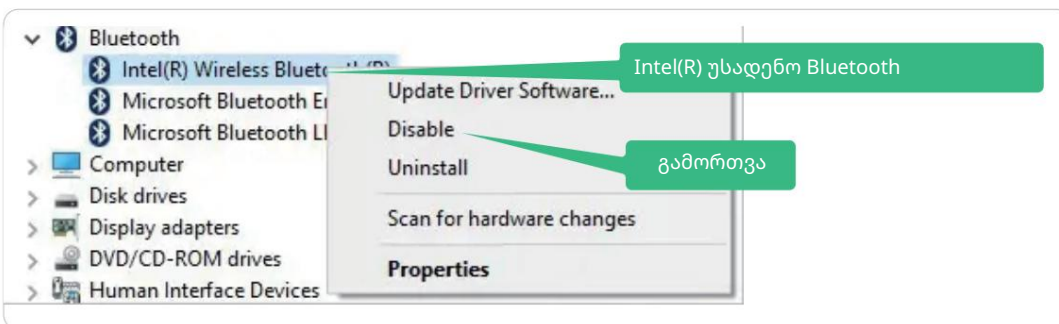 Bluetooth
Intel(R) Wireless Bluetooth(R)
Intel(R) უსადენო Bluetooth
Microsoft Bluetooth
Update Driver Software...
Microsoft Bluetooth
Disable
გამორთვა
Computer
Uninstall
Disk drives
Display adapters
Scan for hardware changes
DVD/CD-ROM drives
Properties
Human Interface Devices